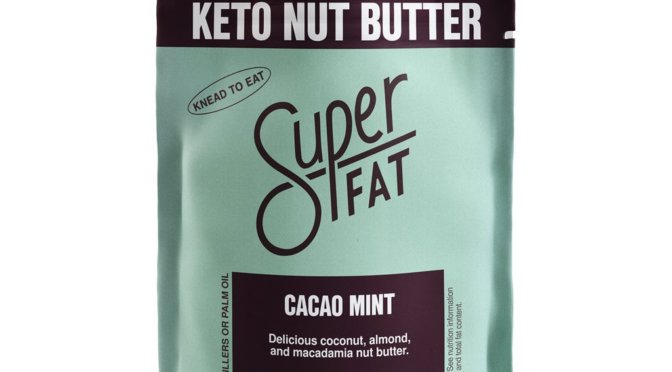 KETO NUT BUTTER
KNEAD TO EAT
Super
FAT
CACAO MINT
Delicious coconut, almond,
and macadamia nut butter.
OR PALM OIL
See nutrition information
and total fat content.